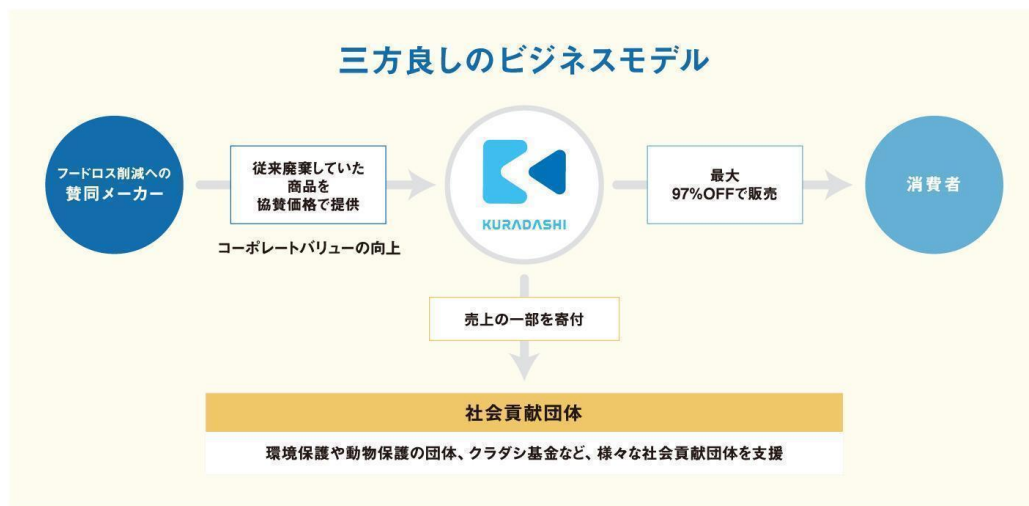 三方良しのビジネスモデル
フードロス削減への
賛同メーカー
従来廃棄していた
商品を
協賛価格で提供
コーポレートバリューの向上
KURADASHI
最大
97%OFFで販売
消費者
売上の一部を寄付
社会貢献団体
環境保護や動物保護の団体、クラダシ基金など、様々な社会貢献団体を支援